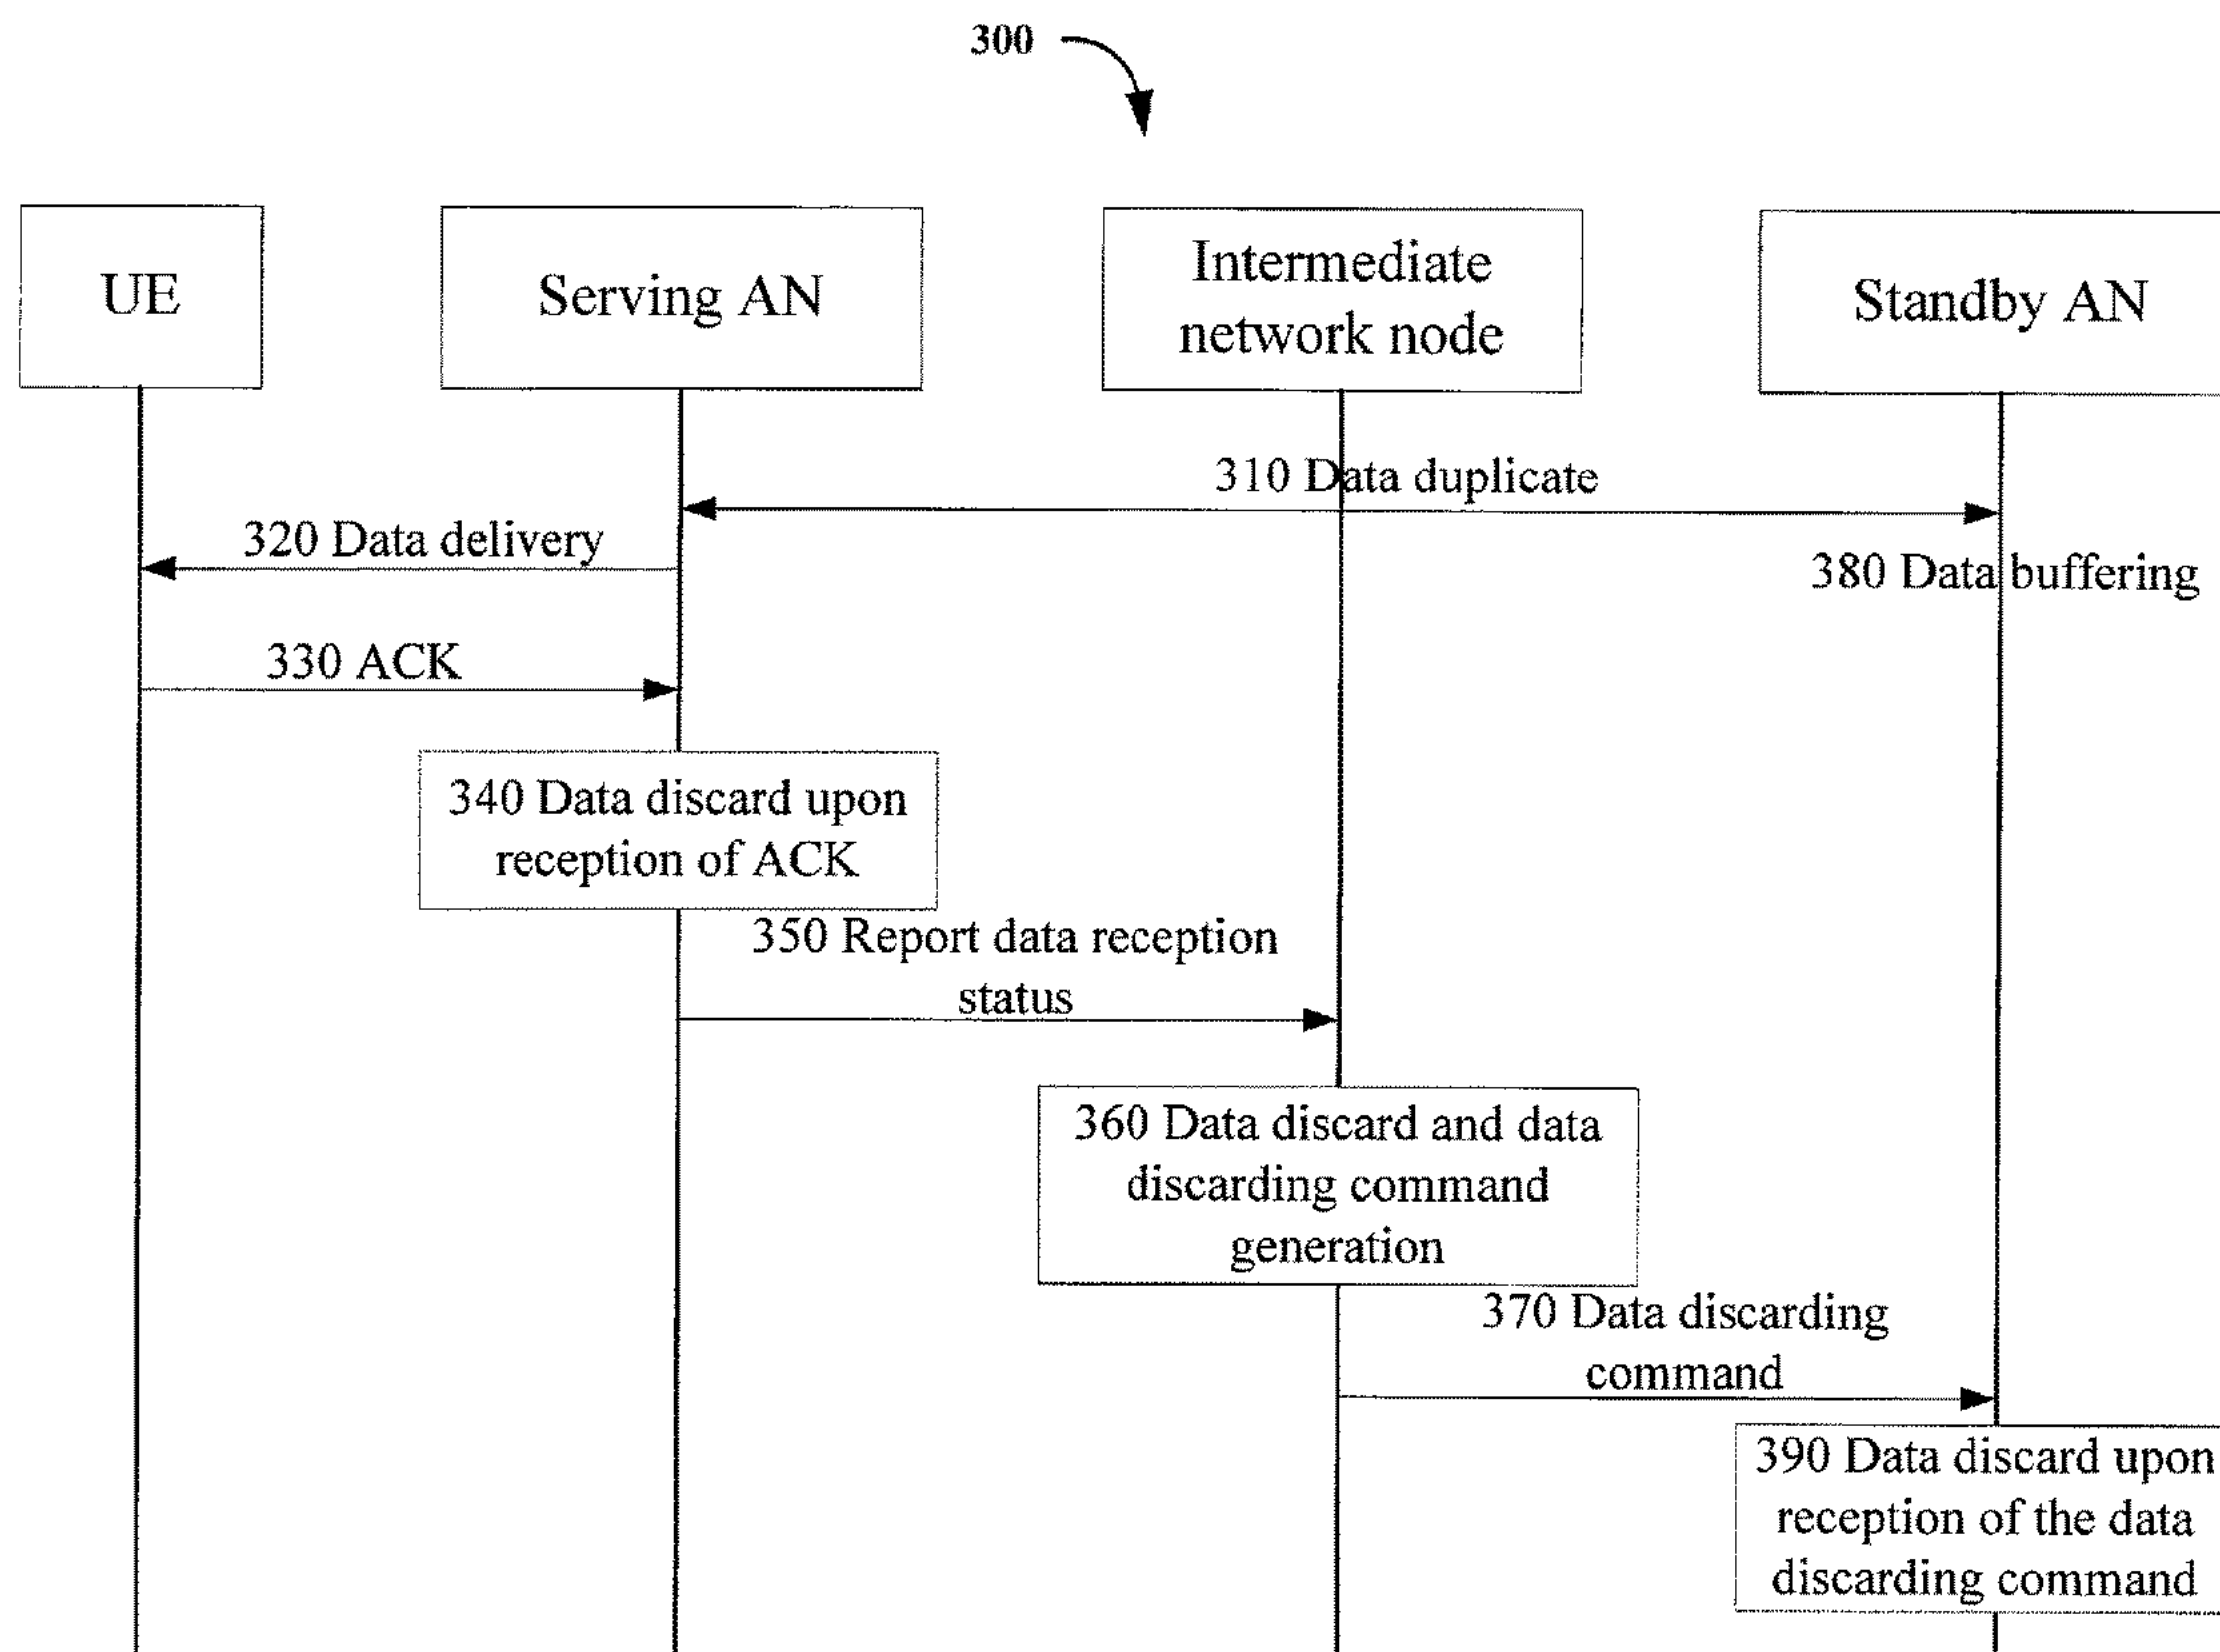 300
UE
Serving AN
Intermediate
network node
Standby AN
310 Data duplicate
320 Data delivery
380 Data buffering
330 ACK
340 Data discard upon
reception of ACK
350 Report data reception
status
360 Data discard and data
discarding command
generation
370 Data discarding
command
390 Data discard upon
reception of the data
discarding command